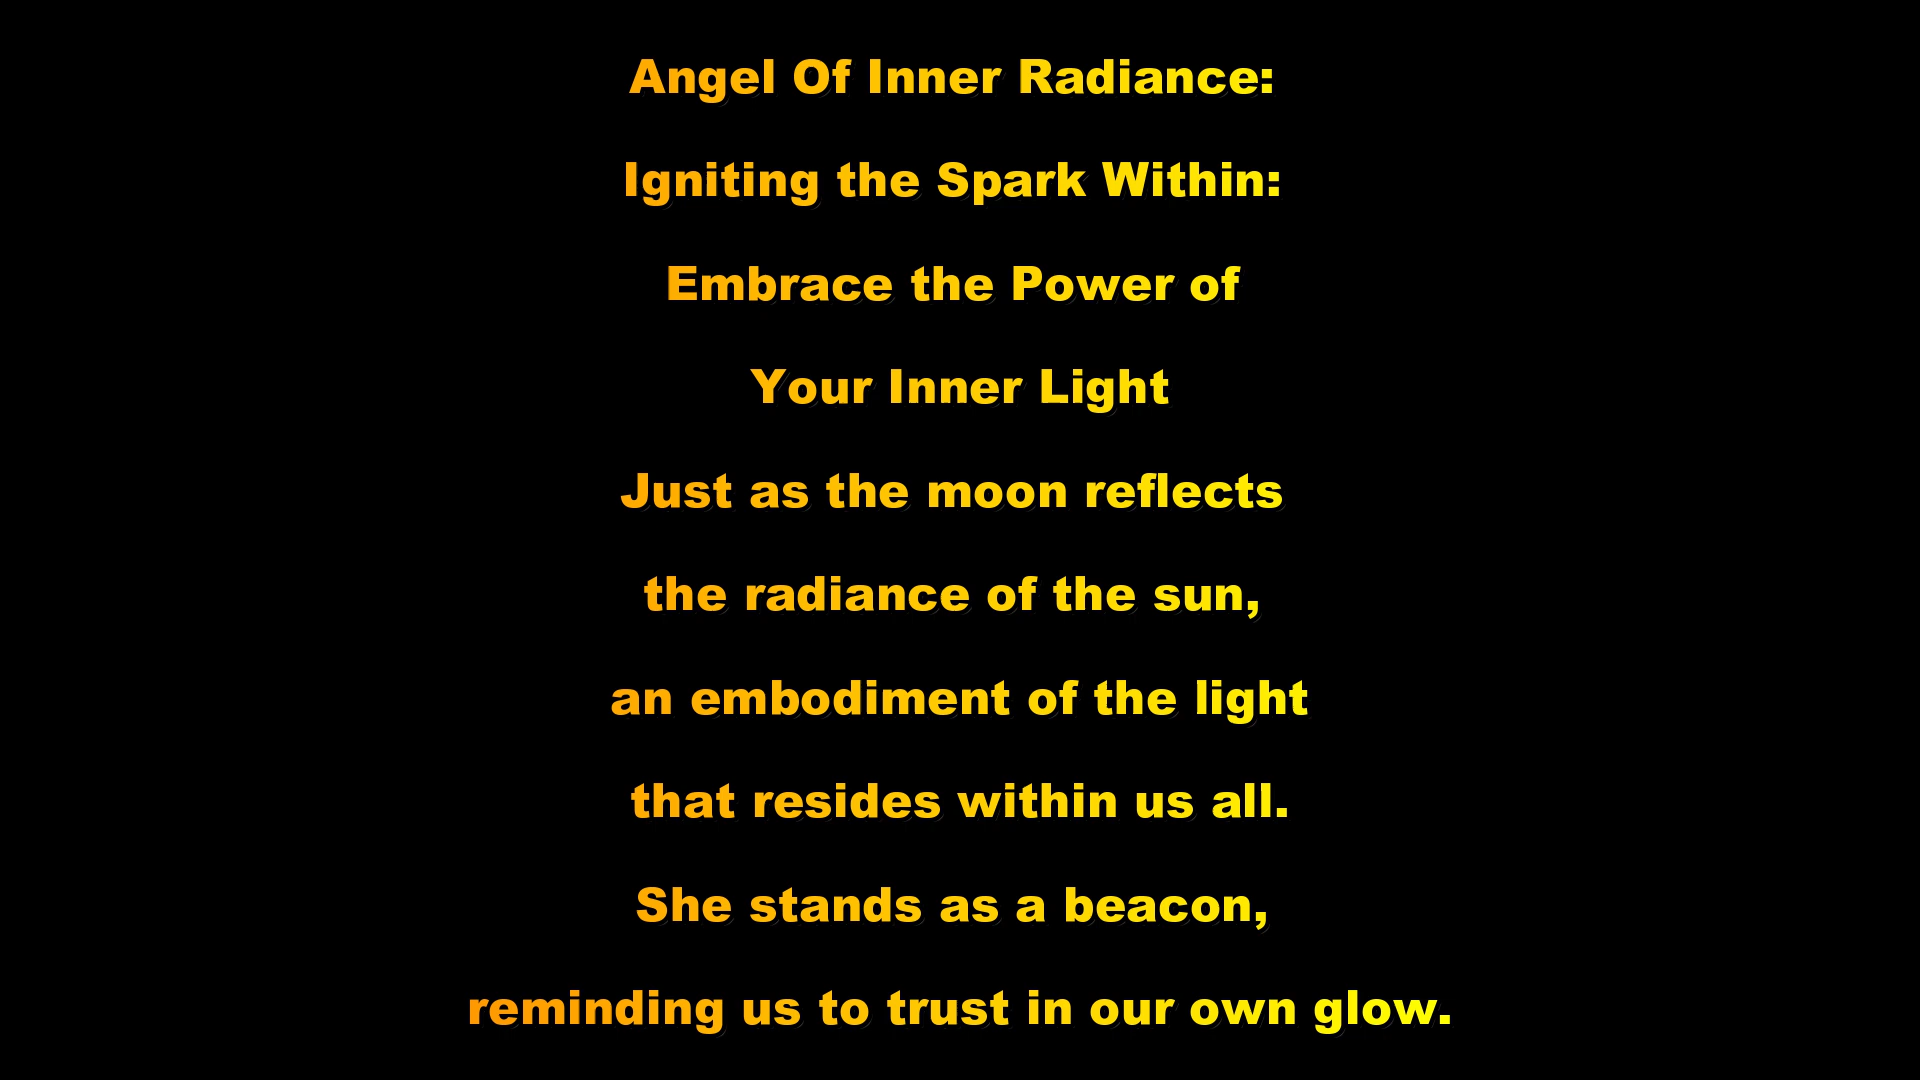 Angel Of Inner Radiance:
Igniting the Spark Within:
Embrace the Power of
Your Inner Light
Just as the moon reflects
the radiance of the sun,
an embodiment of the light
that resides within us all.
She stands as a beacon,
reminding us to trust in our own glow.